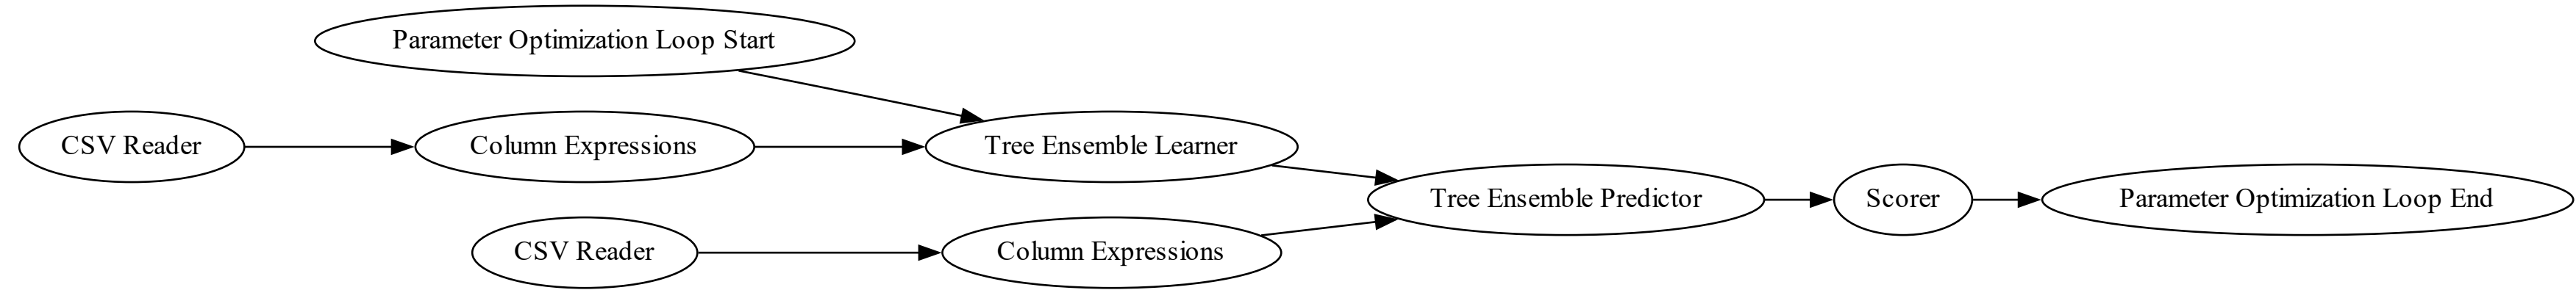 Parameter Optimization Loop Start
CSV Reader
Column Expressions
Tree Ensemble Learner
CSV Reader
Column Expressions
Tree Ensemble Predictor
Scorer
Parameter Optimization Loop End